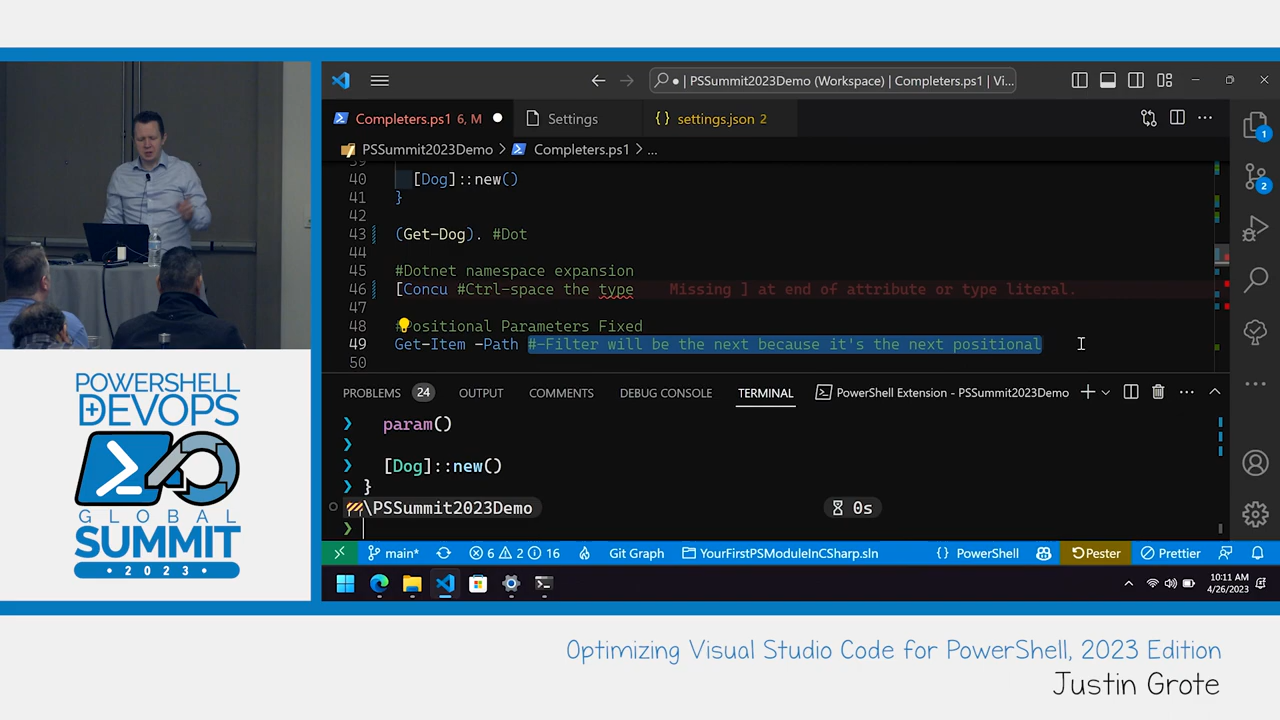 ● | PSSummit2023Demo (Workspace) | Completers.ps1 | Vi...
Completers.ps1 6, M ●
Settings
{} settings.json 2
PSSummit2023Demo > Completers.ps1 > ...
39
40 [Dog]::new()
41 }
42
43 (Get-Dog). #Dot
44
45 #Dotnet namespace expansion
46 [Concu #Ctrl-space the type Missing ] at end of attribute or type literal.
47
48 #Positional Parameters Fixed
49 Get-Item -Path #-Filter will be the next because it's the next positional
50
PROBLEMS 24 OUTPUT COMMENTS DEBUG CONSOLE TERMINAL PowerShell Extension - PSSummit2023Demo
❯ param()
❯
❯ [Dog]::new()
❯ }
\PSSummit2023Demo 0s
❯
main* 6 2 16 Git Graph YourFirstPSModuleInCSharp.sln {} PowerShell Pester Prettier
10:11 AM
4/26/2023
1
2
POWERSHELL
+DEVOPS
GLOBAL
SUMMIT
• 2023 •
Optimizing Visual Studio Code for PowerShell, 2023 Edition
Justin Grote